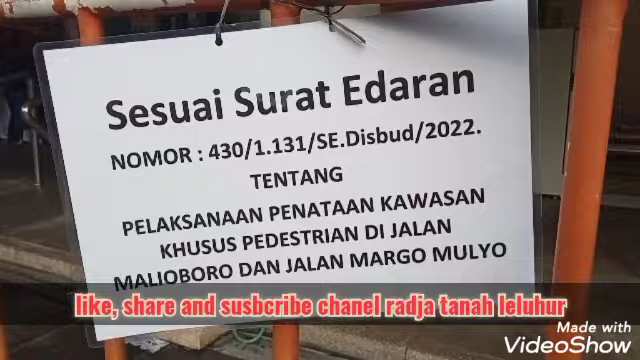 Sesuai Surat Edaran
NOMOR : 430/1.131/SE.Disbud/2022.
TENTANG
PELAKSANAAN PENATAAN KAWASAN
KHUSUS PEDESTRIAN DI JALAN
MALIOBORO DAN JALAN MARGO MULYO
like, share and susbcribe chanel radja tanah leluhur
Made with
VideoShow